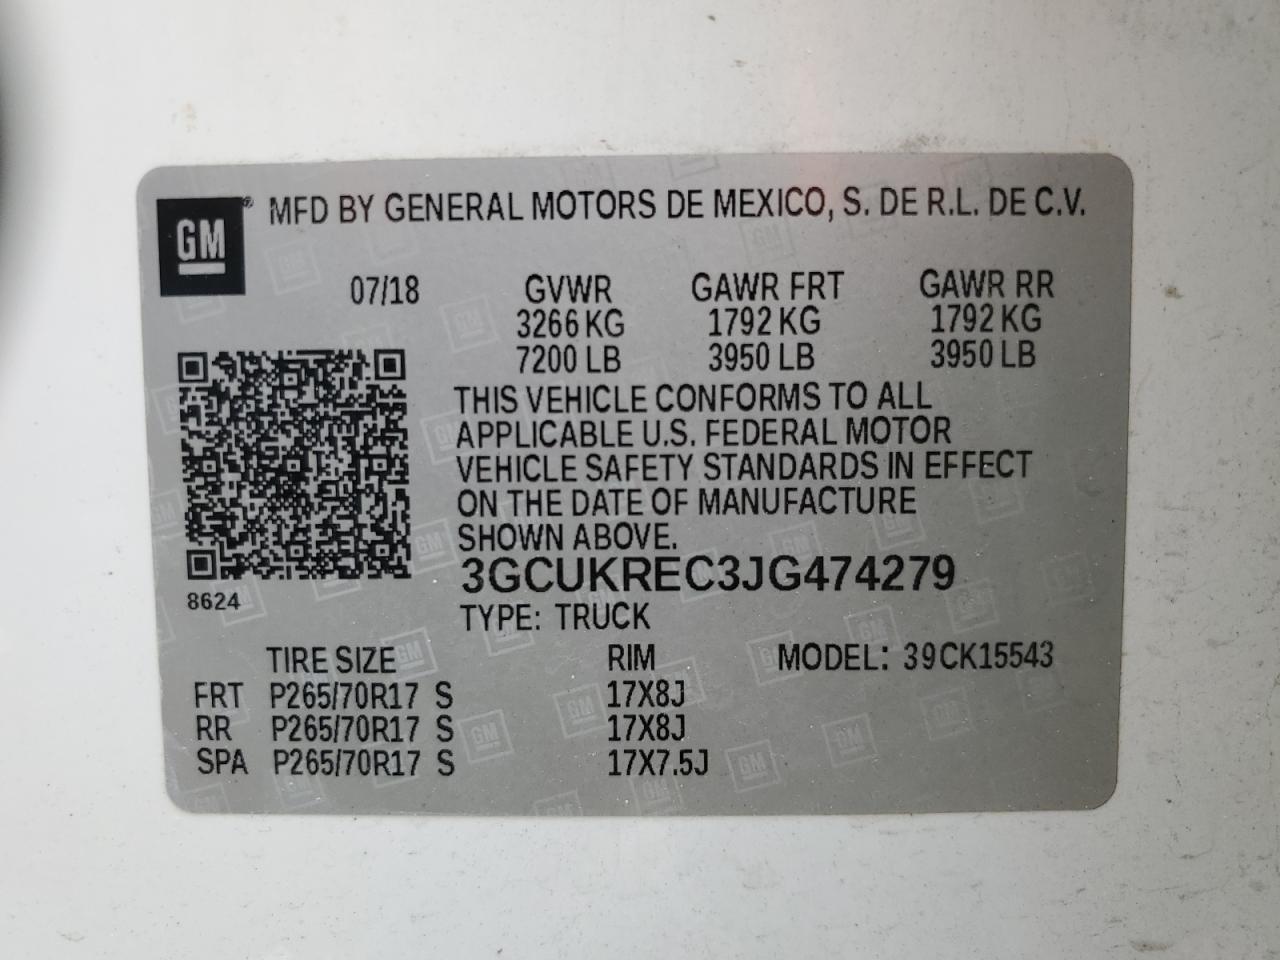 GM® MFD BY GENERAL MOTORS DE MEXICO, S. DE R.L. DE C.V.
07/18 GVWR GAWR FRT GAWR RR
3266 KG 1792 KG 1792 KG
7200 LB 3950 LB 3950 LB
THIS VEHICLE CONFORMS TO ALL
APPLICABLE U.S. FEDERAL MOTOR
VEHICLE SAFETY STANDARDS IN EFFECT
ON THE DATE OF MANUFACTURE
SHOWN ABOVE.
3GCUKREC3JG474279
8624
TYPE: TRUCK
TIRE SIZE RIM MODEL: 39CK15543
FRT P265/70R17 S 17X8J
RR P265/70R17 S 17X8J
SPA P265/70R17 S 17X7.5J